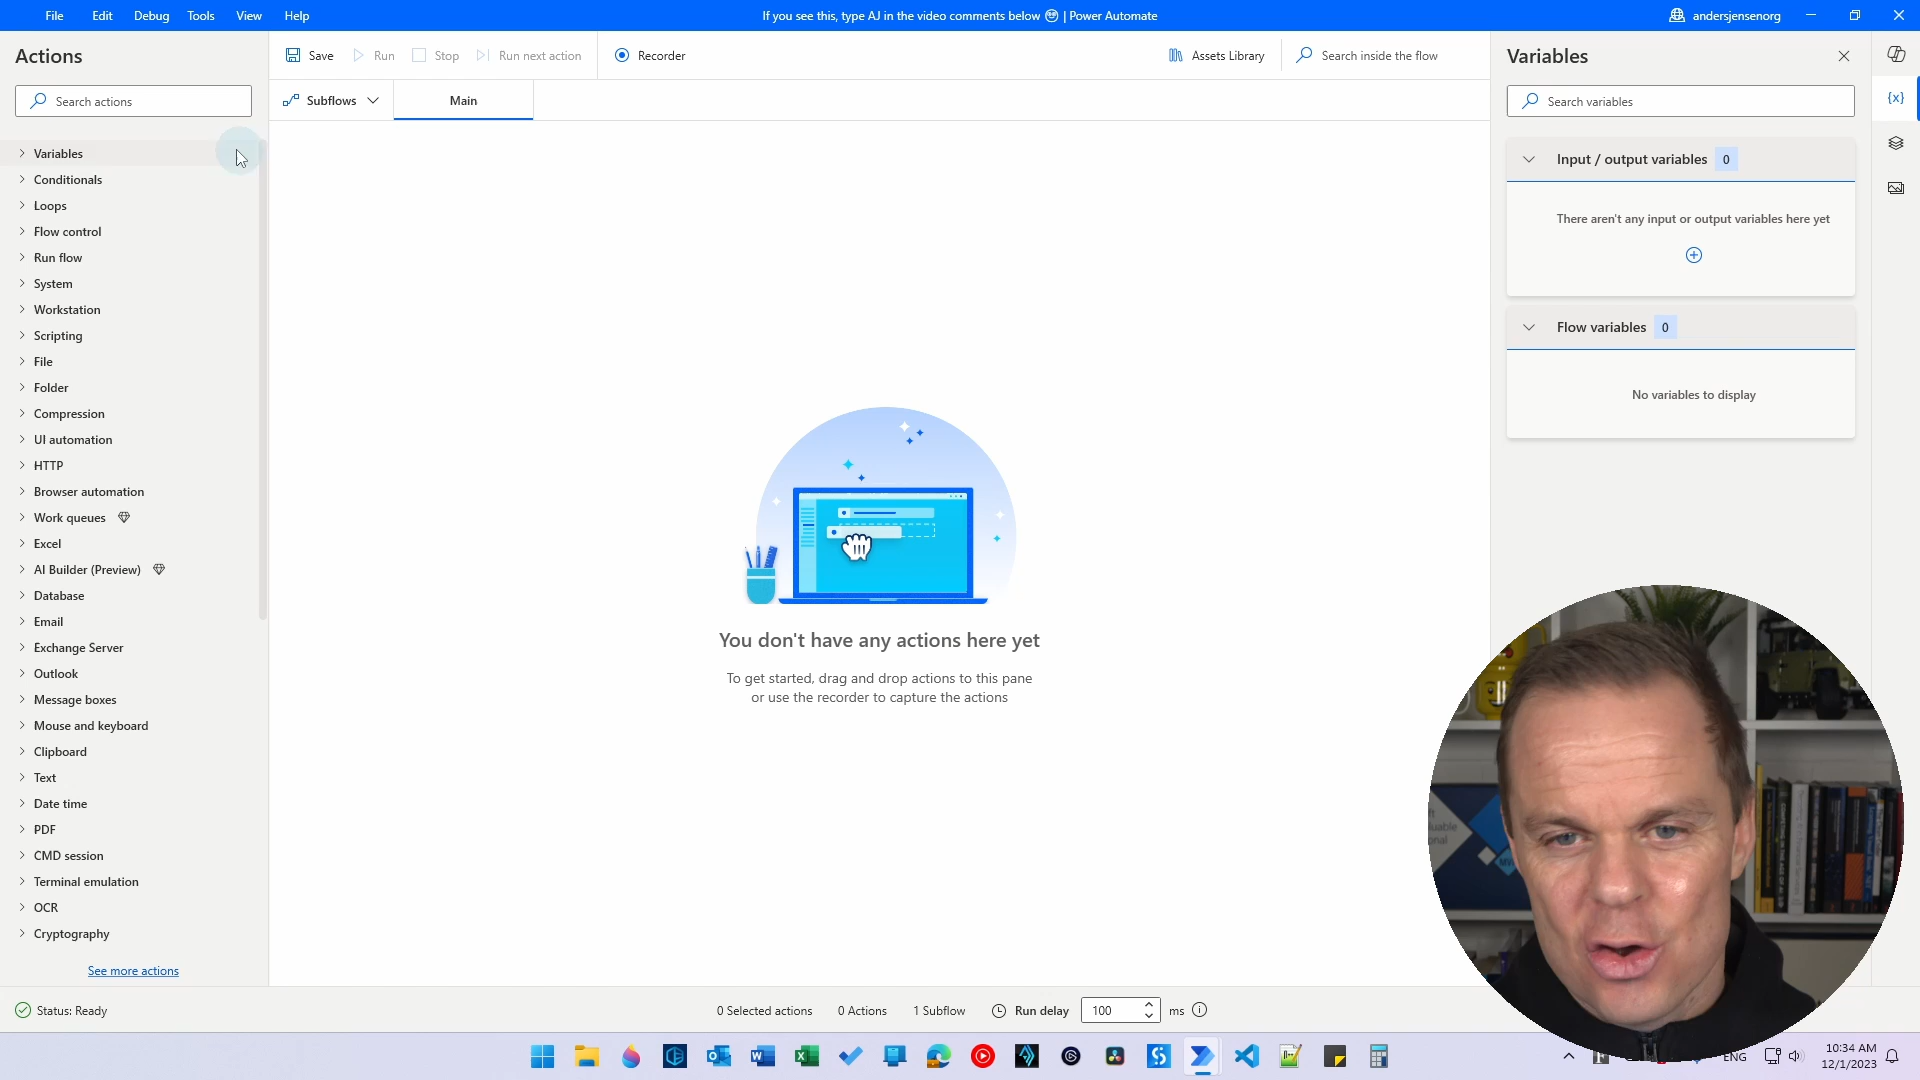 File Edit Debug Tools View Help
If you see this, type AJ in the video comments below 🤓 | Power Automate
andersjensenorg
Actions
Search actions
Variables
Conditionals
Loops
Flow control
Run flow
System
Workstation
Scripting
File
Folder
Compression
UI automation
HTTP
Browser automation
Work queues
Excel
AI Builder (Preview)
Database
Email
Exchange Server
Outlook
Message boxes
Mouse and keyboard
Clipboard
Text
Date time
PDF
CMD session
Terminal emulation
OCR
Cryptography
See more actions
Save Run Stop Run next action Recorder
Assets Library Search inside the flow
Subflows Main
You don't have any actions here yet
To get started, drag and drop actions to this pane
or use the recorder to capture the actions
Variables
Search variables
{x}
Input / output variables 0
There aren't any input or output variables here yet
Flow variables 0
No variables to display
Status: Ready
0 Selected actions 0 Actions 1 Subflow Run delay 100 ms
ENG
10:34 AM
12/1/2023